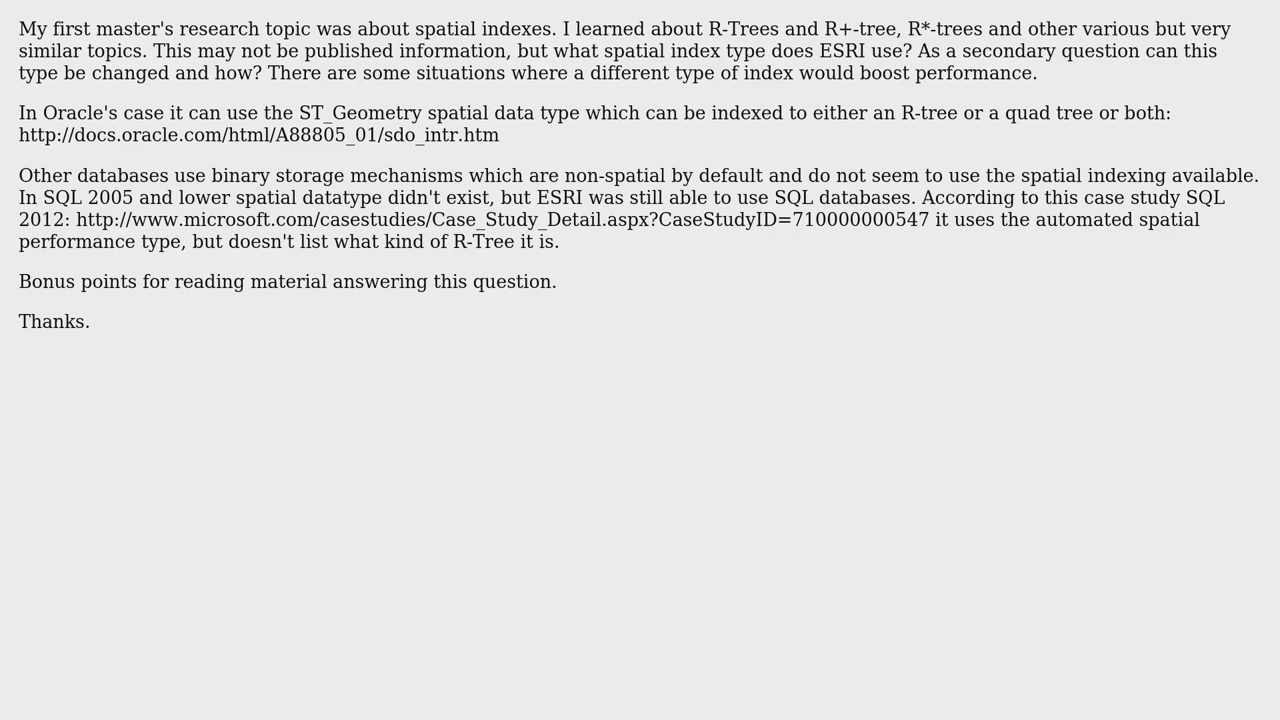 My first master's research topic was about spatial indexes. I learned about R-Trees and R+-tree, R*-trees and other various but very
similar topics. This may not be published information, but what spatial index type does ESRI use? As a secondary question can this
type be changed and how? There are some situations where a different type of index would boost performance.
In Oracle's case it can use the ST_Geometry spatial data type which can be indexed to either an R-tree or a quad tree or both:
http://docs.oracle.com/html/A88805_01/sdo_intr.htm
Other databases use binary storage mechanisms which are non-spatial by default and do not seem to use the spatial indexing available.
In SQL 2005 and lower spatial datatype didn't exist, but ESRI was still able to use SQL databases. According to this case study SQL
2012: http://www.microsoft.com/casestudies/Case_Study_Detail.aspx?CaseStudyID=710000000547 it uses the automated spatial
performance type, but doesn't list what kind of R-Tree it is.
Bonus points for reading material answering this question.
Thanks.